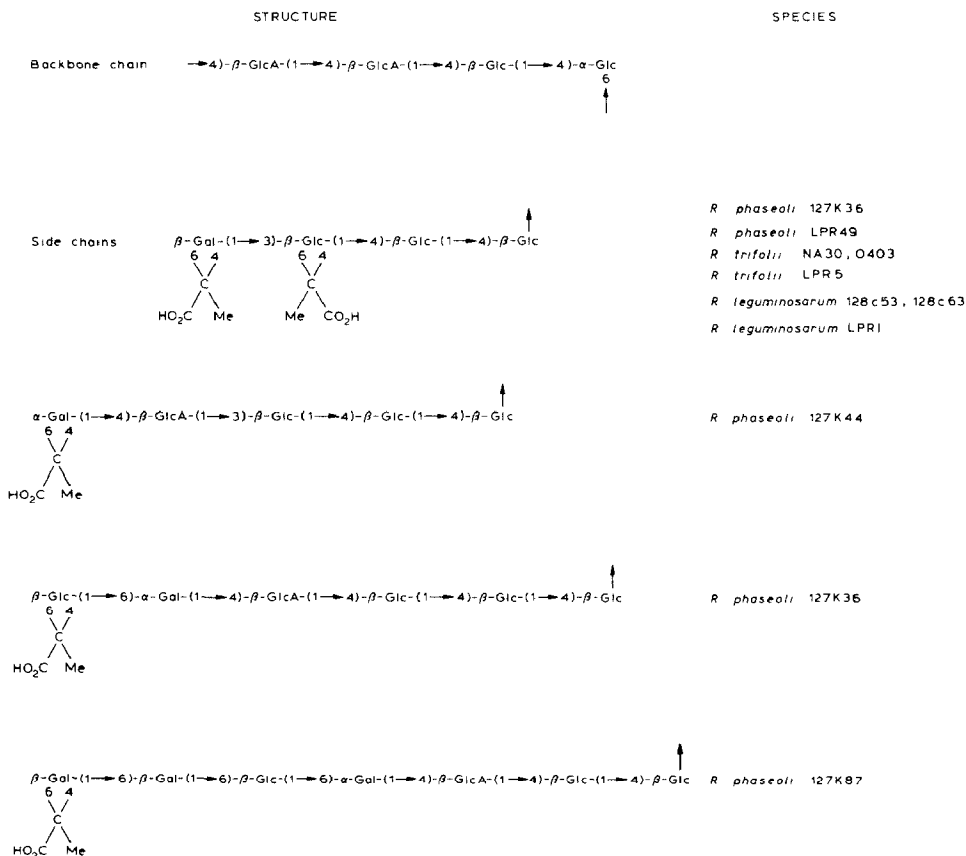 STRUCTURE SPECIES
Backbone chain →4)-β-GlcA-(1→4)-β-GlcA-(1→4)-β-Glc-(1→4)-α-Glc
6
↑
R phaseoli 127K36
R phaseoli LPR49
Side chains β-Gal-(1→3)-β-Glc-(1→4)-β-Glc-(1→4)-β-Glc R trifolii NA30, 0403
6 4 6 4 R trifolii LPR5
C C
R leguminosarum 128c53, 128c63
HO2C Me Me CO2H
R leguminosarum LPR1
α-Gal-(1→4)-β-GlcA-(1→3)-β-Glc-(1→4)-β-Glc-(1→4)-β-Glc R phaseoli 127K44
6 4
C
HO2C Me
β-Glc-(1→6)-α-Gal-(1→4)-β-GlcA-(1→4)-β-Glc-(1→4)-β-Glc-(1→4)-β-Glc R phaseoli 127K36
6 4
C
HO2C Me
β-Gal-(1→6)-β-Gal-(1→6)-β-Glc-(1→6)-α-Gal-(1→4)-β-GlcA-(1→4)-β-Glc-(1→4)-β-Glc R phaseoli 127K87
6 4
C
HO2C Me